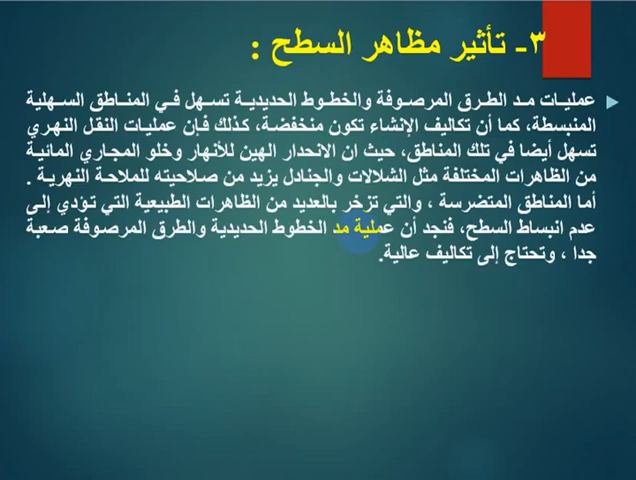 ٣- تأثير مظاهر السطح :
عمليات مد الطرق المرصوفة والخطوط الحديدية تسهل في المناطق السهلية
المنبسطة، كما أن تكاليف الإنشاء تكون منخفضة، كذلك فإن عمليات النقل النهري
تسهل أيضا في تلك المناطق، حيث ان الانحدار الهين للأنهار وخلو المجاري المائية
من الظاهرات المختلفة مثل الشلالات والجنادل يزيد من صلاحيته للملاحة النهرية .
أما المناطق المتضرسة ، والتي تزخر بالعديد من الظاهرات الطبيعية التي تؤدي إلى
عدم انبساط السطح، فنجد أن عملية مد الخطوط الحديدية والطرق المرصوفة صعبة
جدا ، وتحتاج إلى تكاليف عالية.